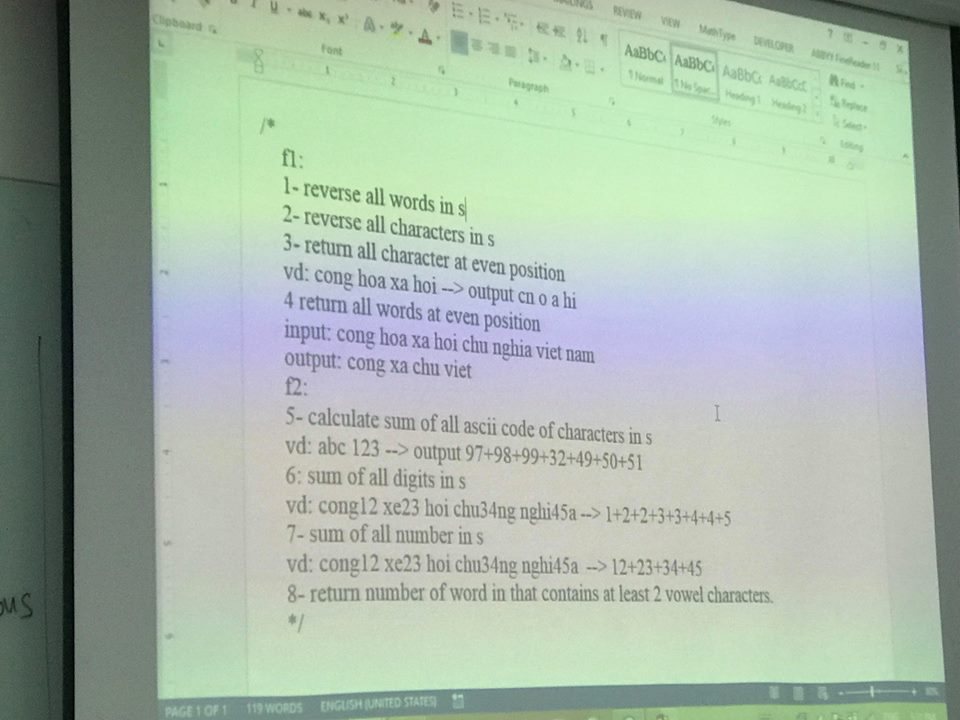 MAILINGS REVIEW VIEW MathType DEVELOPER ABBYY FineReader 11
Clipboard Font Paragraph Styles Editing
AaBbCc AaBbCc AaBbCc AaBbCcC
¶ Normal ¶ No Spac... Heading 1 Heading 2
Find
Replace
Select
/*
f1:
1- reverse all words in s
2- reverse all characters in s
3- return all character at even position
vd: cong hoa xa hoi --> output cn o a hi
4 return all words at even position
input: cong hoa xa hoi chu nghia viet nam
output: cong xa chu viet
f2:
5- calculate sum of all ascii code of characters in s
vd: abc 123 --> output 97+98+99+32+49+50+51
6: sum of all digits in s
vd: cong12 xe23 hoi chu34ng nghi45a --> 1+2+2+3+3+4+4+5
7- sum of all number in s
vd: cong12 xe23 hoi chu34ng nghi45a --> 12+23+34+45
8- return number of word in that contains at least 2 vowel characters.
*/
PAGE 1 OF 1 119 WORDS ENGLISH (UNITED STATES)